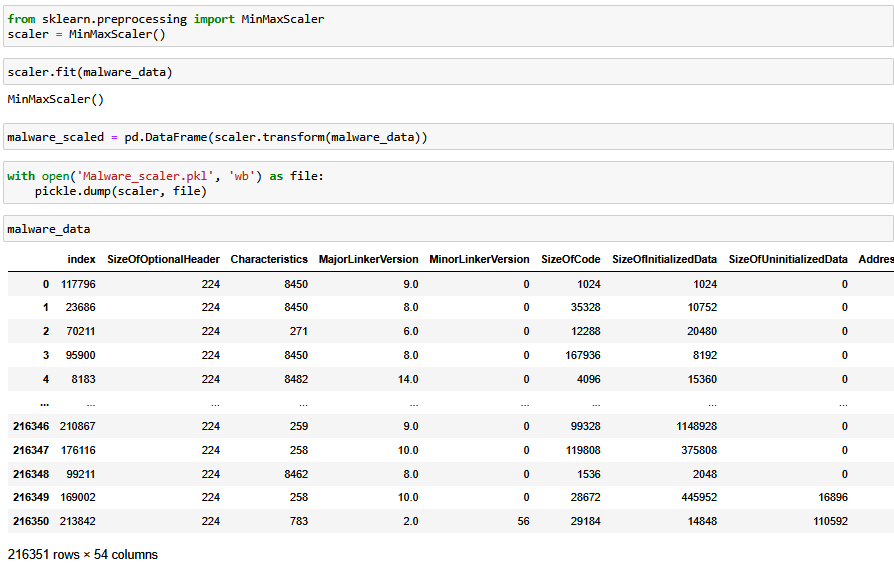 from sklearn.preprocessing import MinMaxScaler
scaler = MinMaxScaler()
scaler.fit(malware_data)
MinMaxScaler()
malware_scaled = pd.DataFrame(scaler.transform(malware_data))
with open('Malware_scaler.pkl', 'wb') as file:
    pickle.dump(scaler, file)
malware_data
index SizeOfOptionalHeader Characteristics MajorLinkerVersion MinorLinkerVersion SizeOfCode SizeOfInitializedData SizeOfUninitializedData Addres
0 117796 224 8450 9.0 0 1024 1024 0
1 23686 224 8450 8.0 0 35328 10752 0
2 70211 224 271 6.0 0 12288 20480 0
3 95900 224 8450 8.0 0 167936 8192 0
4 8183 224 8482 14.0 0 4096 15360 0
... ... ... ... ... ... ... ... ...
216346 210867 224 259 9.0 0 99328 1148928 0
216347 176116 224 258 10.0 0 119808 375808 0
216348 99211 224 8462 8.0 0 1536 2048 0
216349 169002 224 258 10.0 0 28672 445952 16896
216350 213842 224 783 2.0 56 29184 14848 110592
216351 rows × 54 columns